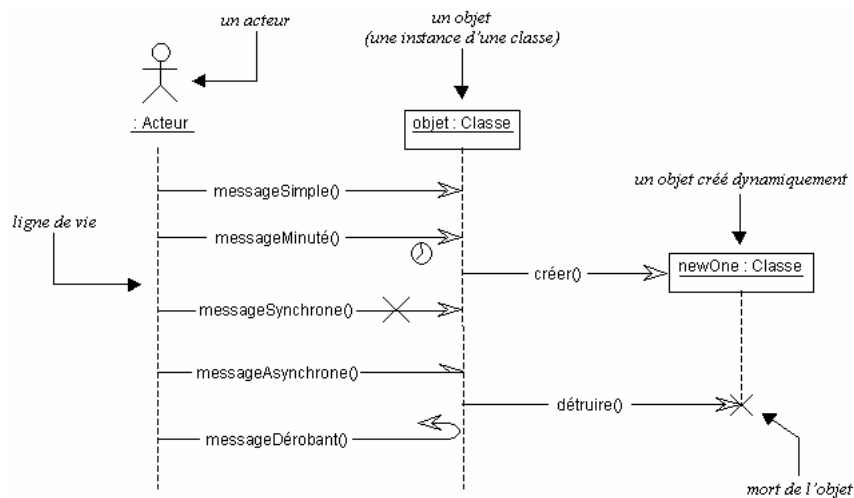 un acteur
un objet
(une instance d'une classe)
: Acteur
objet : Classe
messageSimple()
un objet créé dynamiquement
ligne de vie
messageMinuté()
créer()
newOne : Classe
messageSynchrone()
messageAsynchrone()
détruire()
messageDérobant()
mort de l'objet